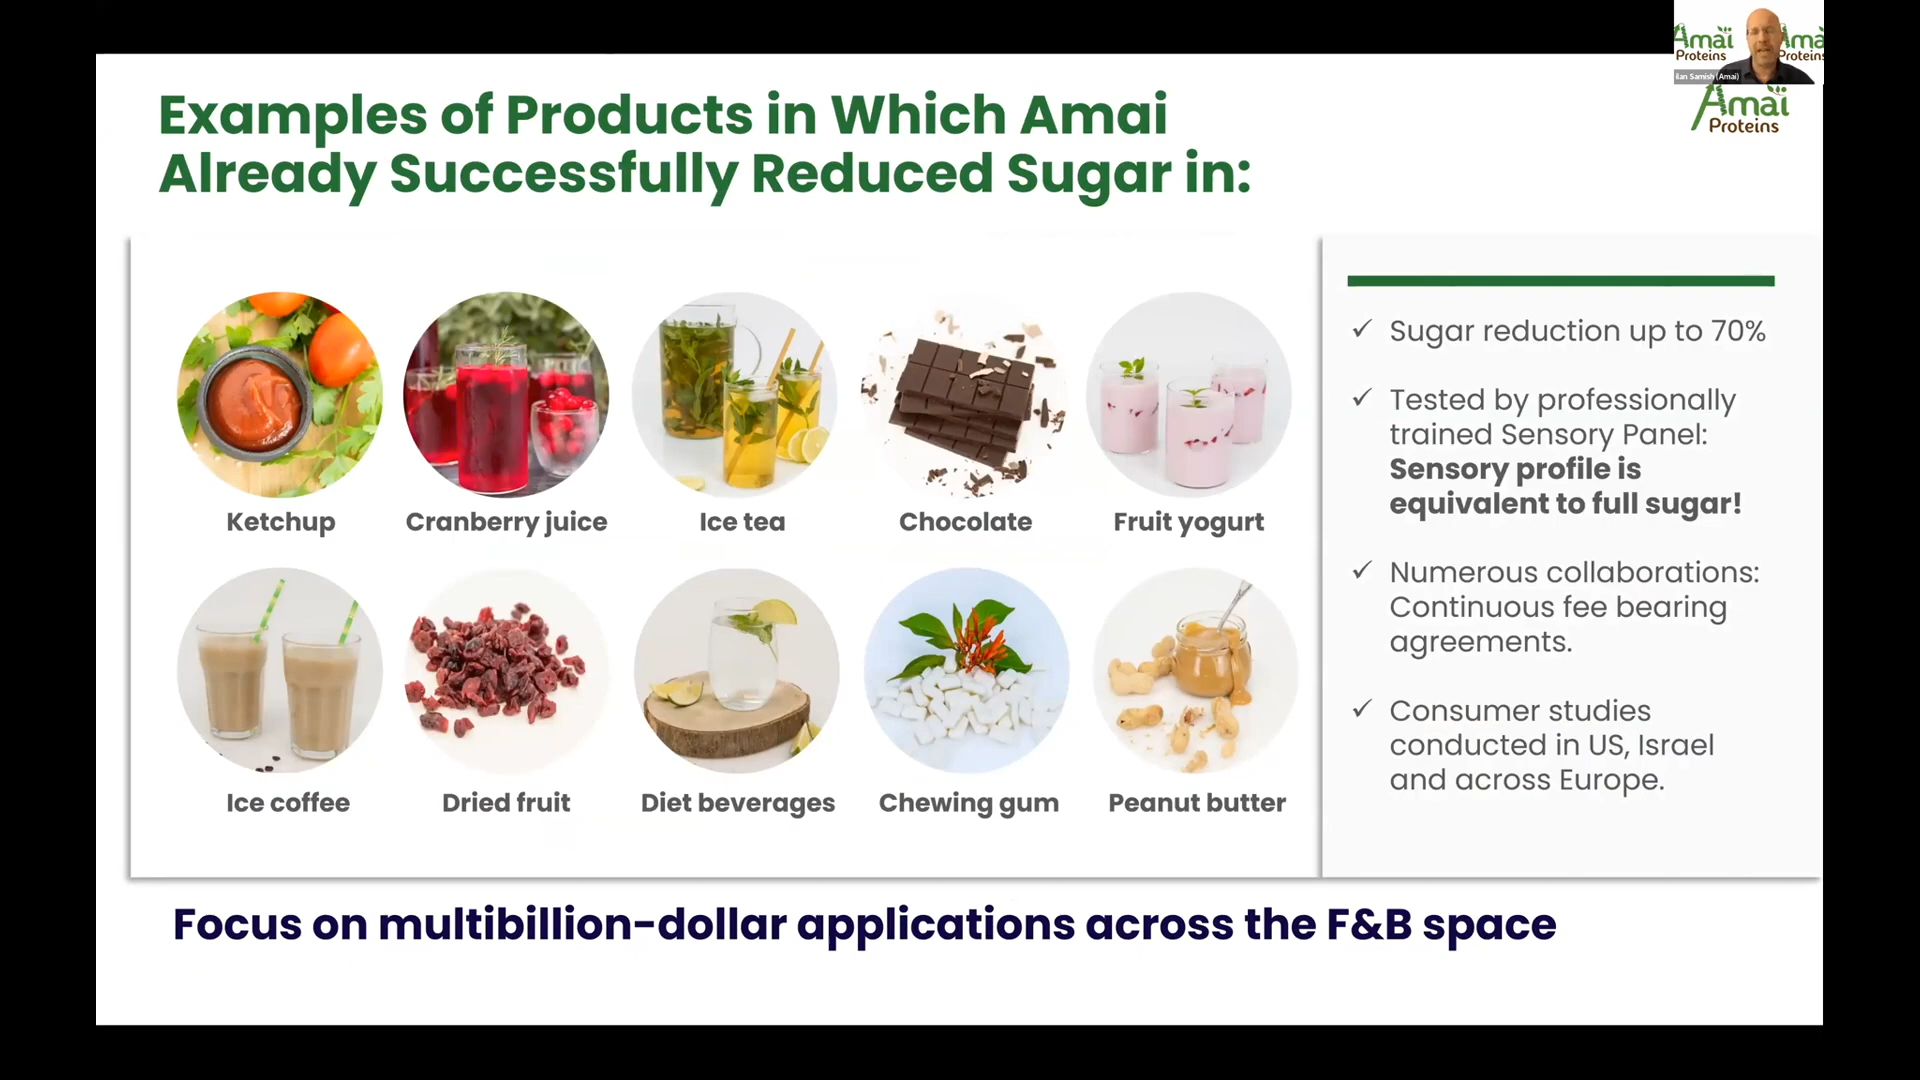 Amai
Proteins
Ama
Proteins
Ilan Samish (Amai)
Amai
Proteins
Examples of Products in Which Amai
Already Successfully Reduced Sugar in:
Ketchup
Cranberry juice
Ice tea
Chocolate
Fruit yogurt
Ice coffee
Dried fruit
Diet beverages
Chewing gum
Peanut butter
✓ Sugar reduction up to 70%
✓ Tested by professionally
trained Sensory Panel:
Sensory profile is
equivalent to full sugar!
✓ Numerous collaborations:
Continuous fee bearing
agreements.
✓ Consumer studies
conducted in US, Israel
and across Europe.
Focus on multibillion-dollar applications across the F&B space